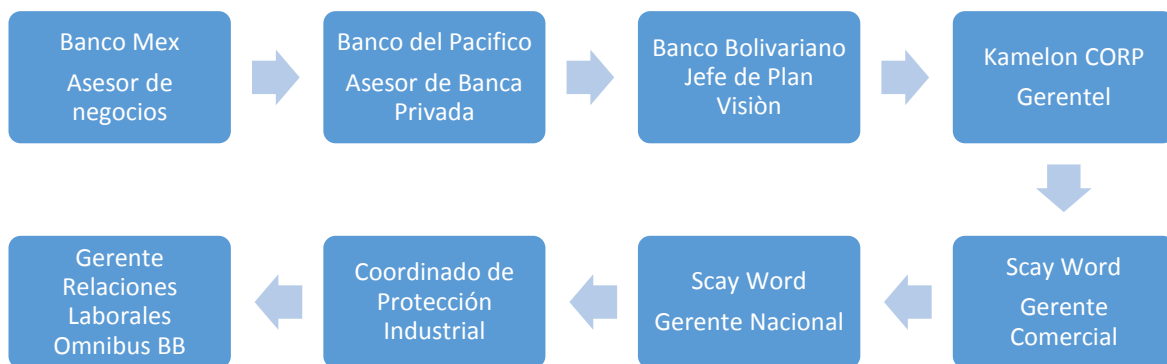 Banco Mex
Asesor de
negocios
Banco del Pacifico
Asesor de Banca
Privada
Banco Bolivariano
Jefe de Plan
Visiòn
Kamelon CORP
Gerentel
Scay Word
Gerente
Comercial
Scay Word
Gerente Nacional
Coordinado de
Protección
Industrial
Gerente
Relaciones
Laborales
Omnibus BB